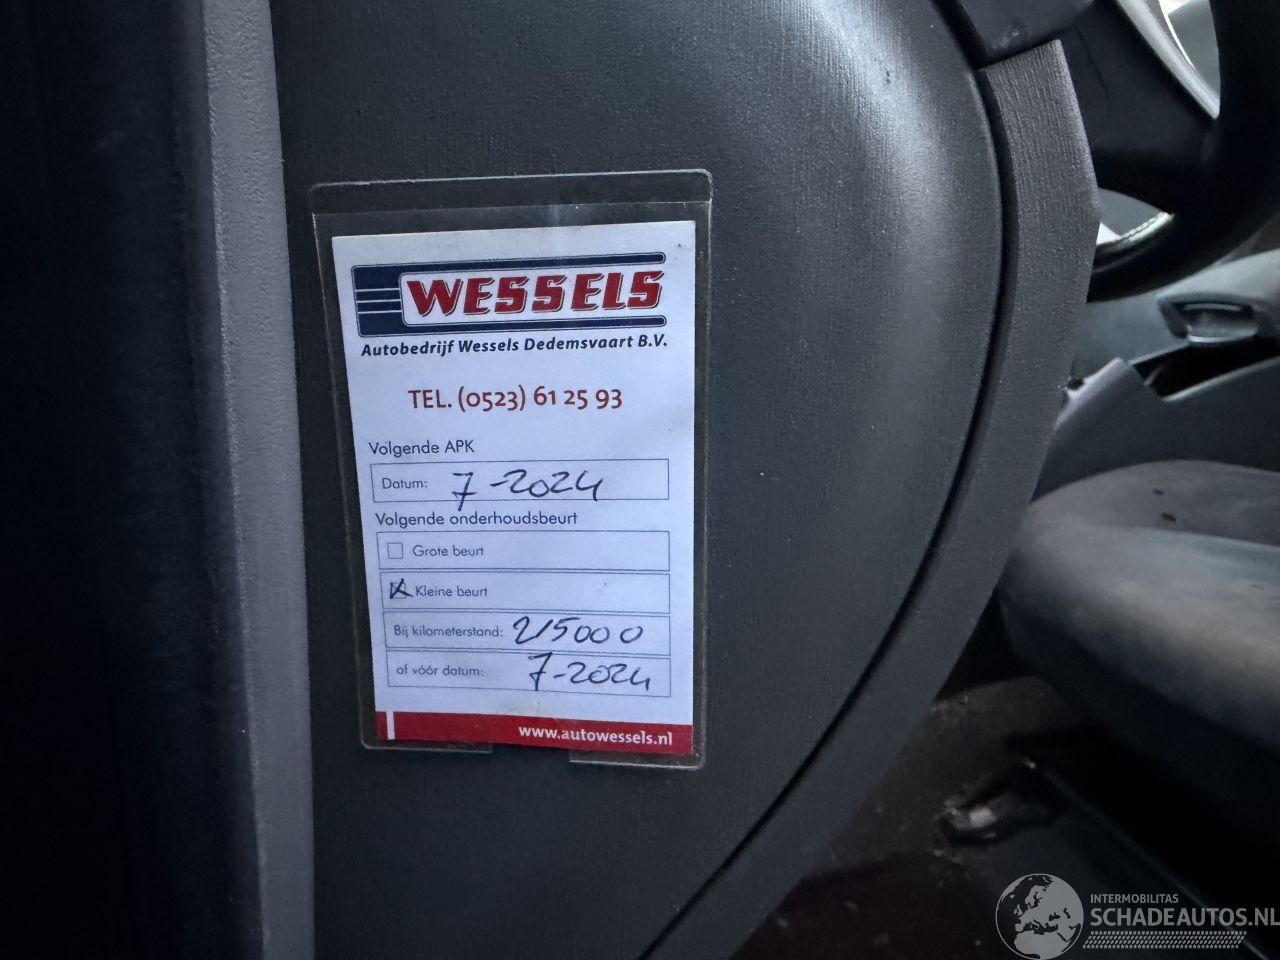 WESSELS
Autobedrijf Wessels Dedemsvaart B.V.
TEL. (0523) 61 25 93
Volgende APK
Datum: 7-2024
Volgende onderhoudsbeurt
Grote beurt
Kleine beurt
Bij kilometerstand: 215000
of vóór datum: 7-2024
www.autowessels.nl
INTERMOBILITAS
SCHADEAUTOS.NL